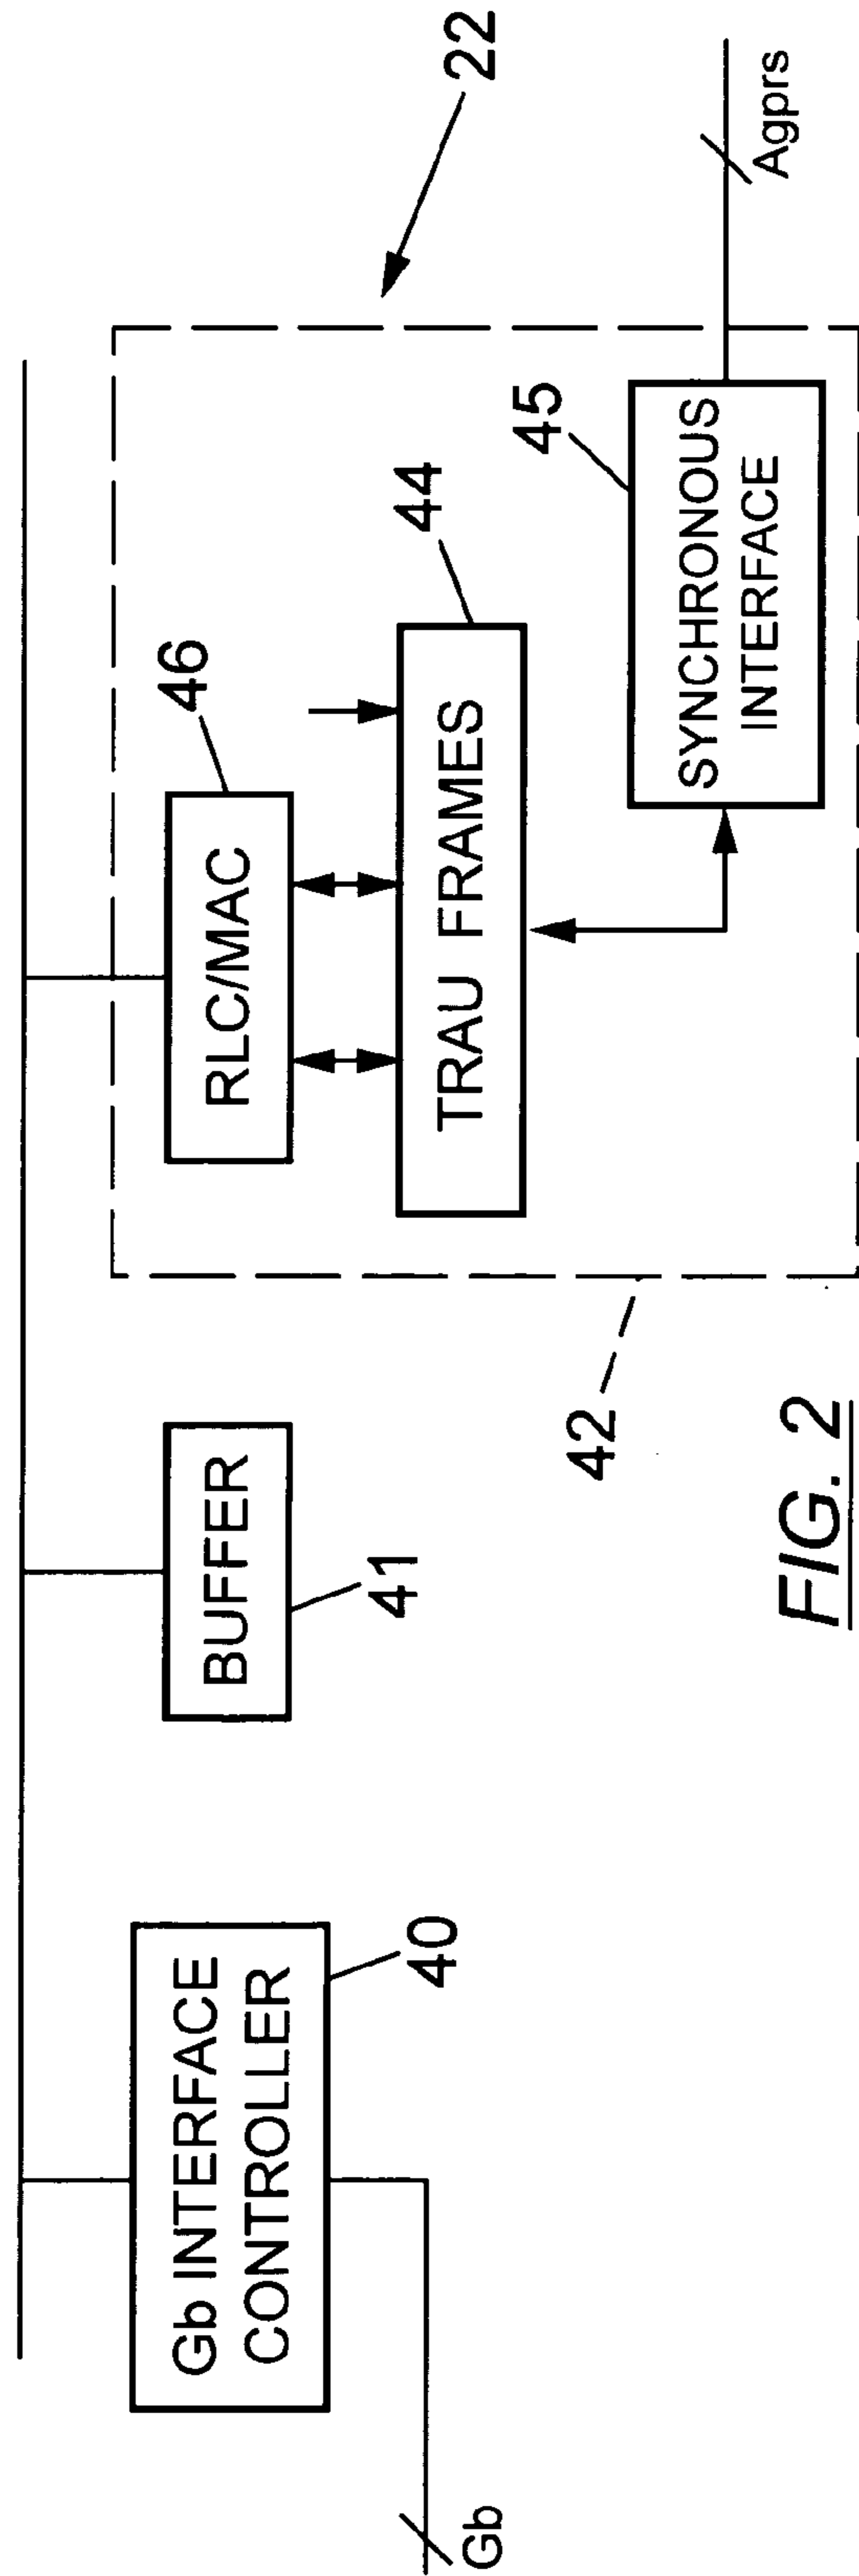 Gb INTERFACE
CONTROLLER
40
Gb
BUFFER
41
42
RLC/MAC
46
TRAU FRAMES
44
SYNCHRONOUS
INTERFACE
45
22
Agprs
FIG. 2